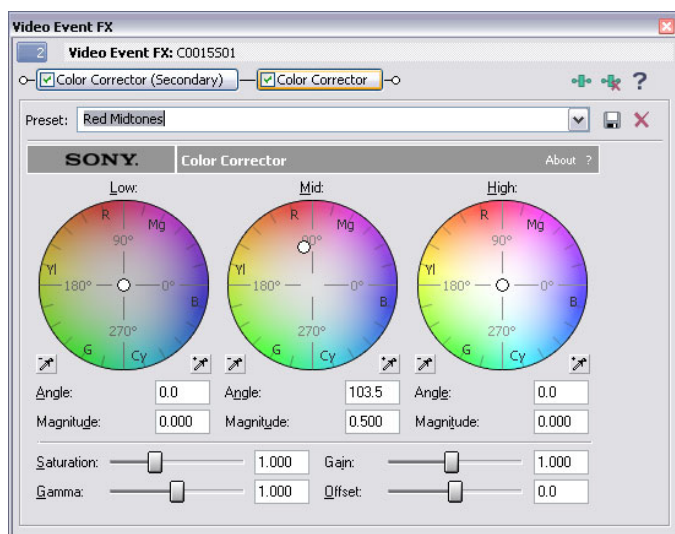 Video Event FX
2 Video Event FX: C0015S01
Color Corrector (Secondary) Color Corrector ?
Preset: Red Midtones
SONY. Color Corrector About ?
Low: Mid: High:
R Mg R Mg R Mg
90° 90° 90°
Yl 180° 0° Yl 180° 0° Yl 180° 0°
B B B
270° 270° 270°
G Cy G Cy G Cy
Angle: 0.0 Angle: 103.5 Angle: 0.0
Magnitude: 0.000 Magnitude: 0.500 Magnitude: 0.000
Saturation: 1.000 Gain: 1.000
Gamma: 1.000 Offset: 0.0